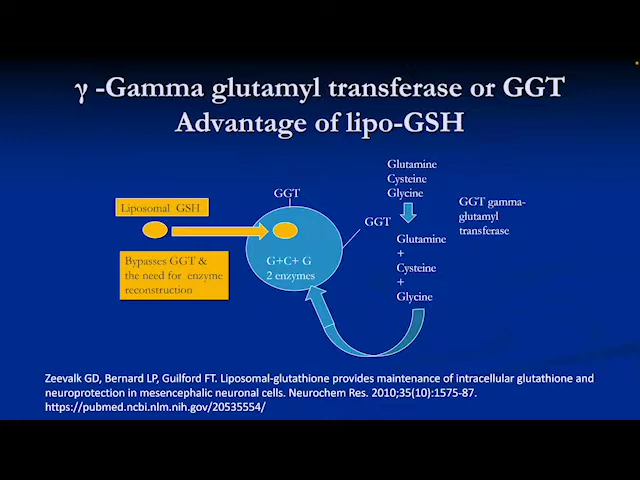 γ -Gamma glutamyl transferase or GGT
Advantage of lipo-GSH
Liposomal  GSH
Bypasses GGT &
the need for  enzyme
reconstruction
GGT
G+C+ G
2 enzymes
GGT
Glutamine
Cysteine
Glycine
Glutamine
+
Cysteine
+
Glycine
GGT gamma-
glutamyl
transferase
Zeevalk GD, Bernard LP, Guilford FT. Liposomal-glutathione provides maintenance of intracellular glutathione and
neuroprotection in mesencephalic neuronal cells. Neurochem Res. 2010;35(10):1575-87.
https://pubmed.ncbi.nlm.nih.gov/20535554/